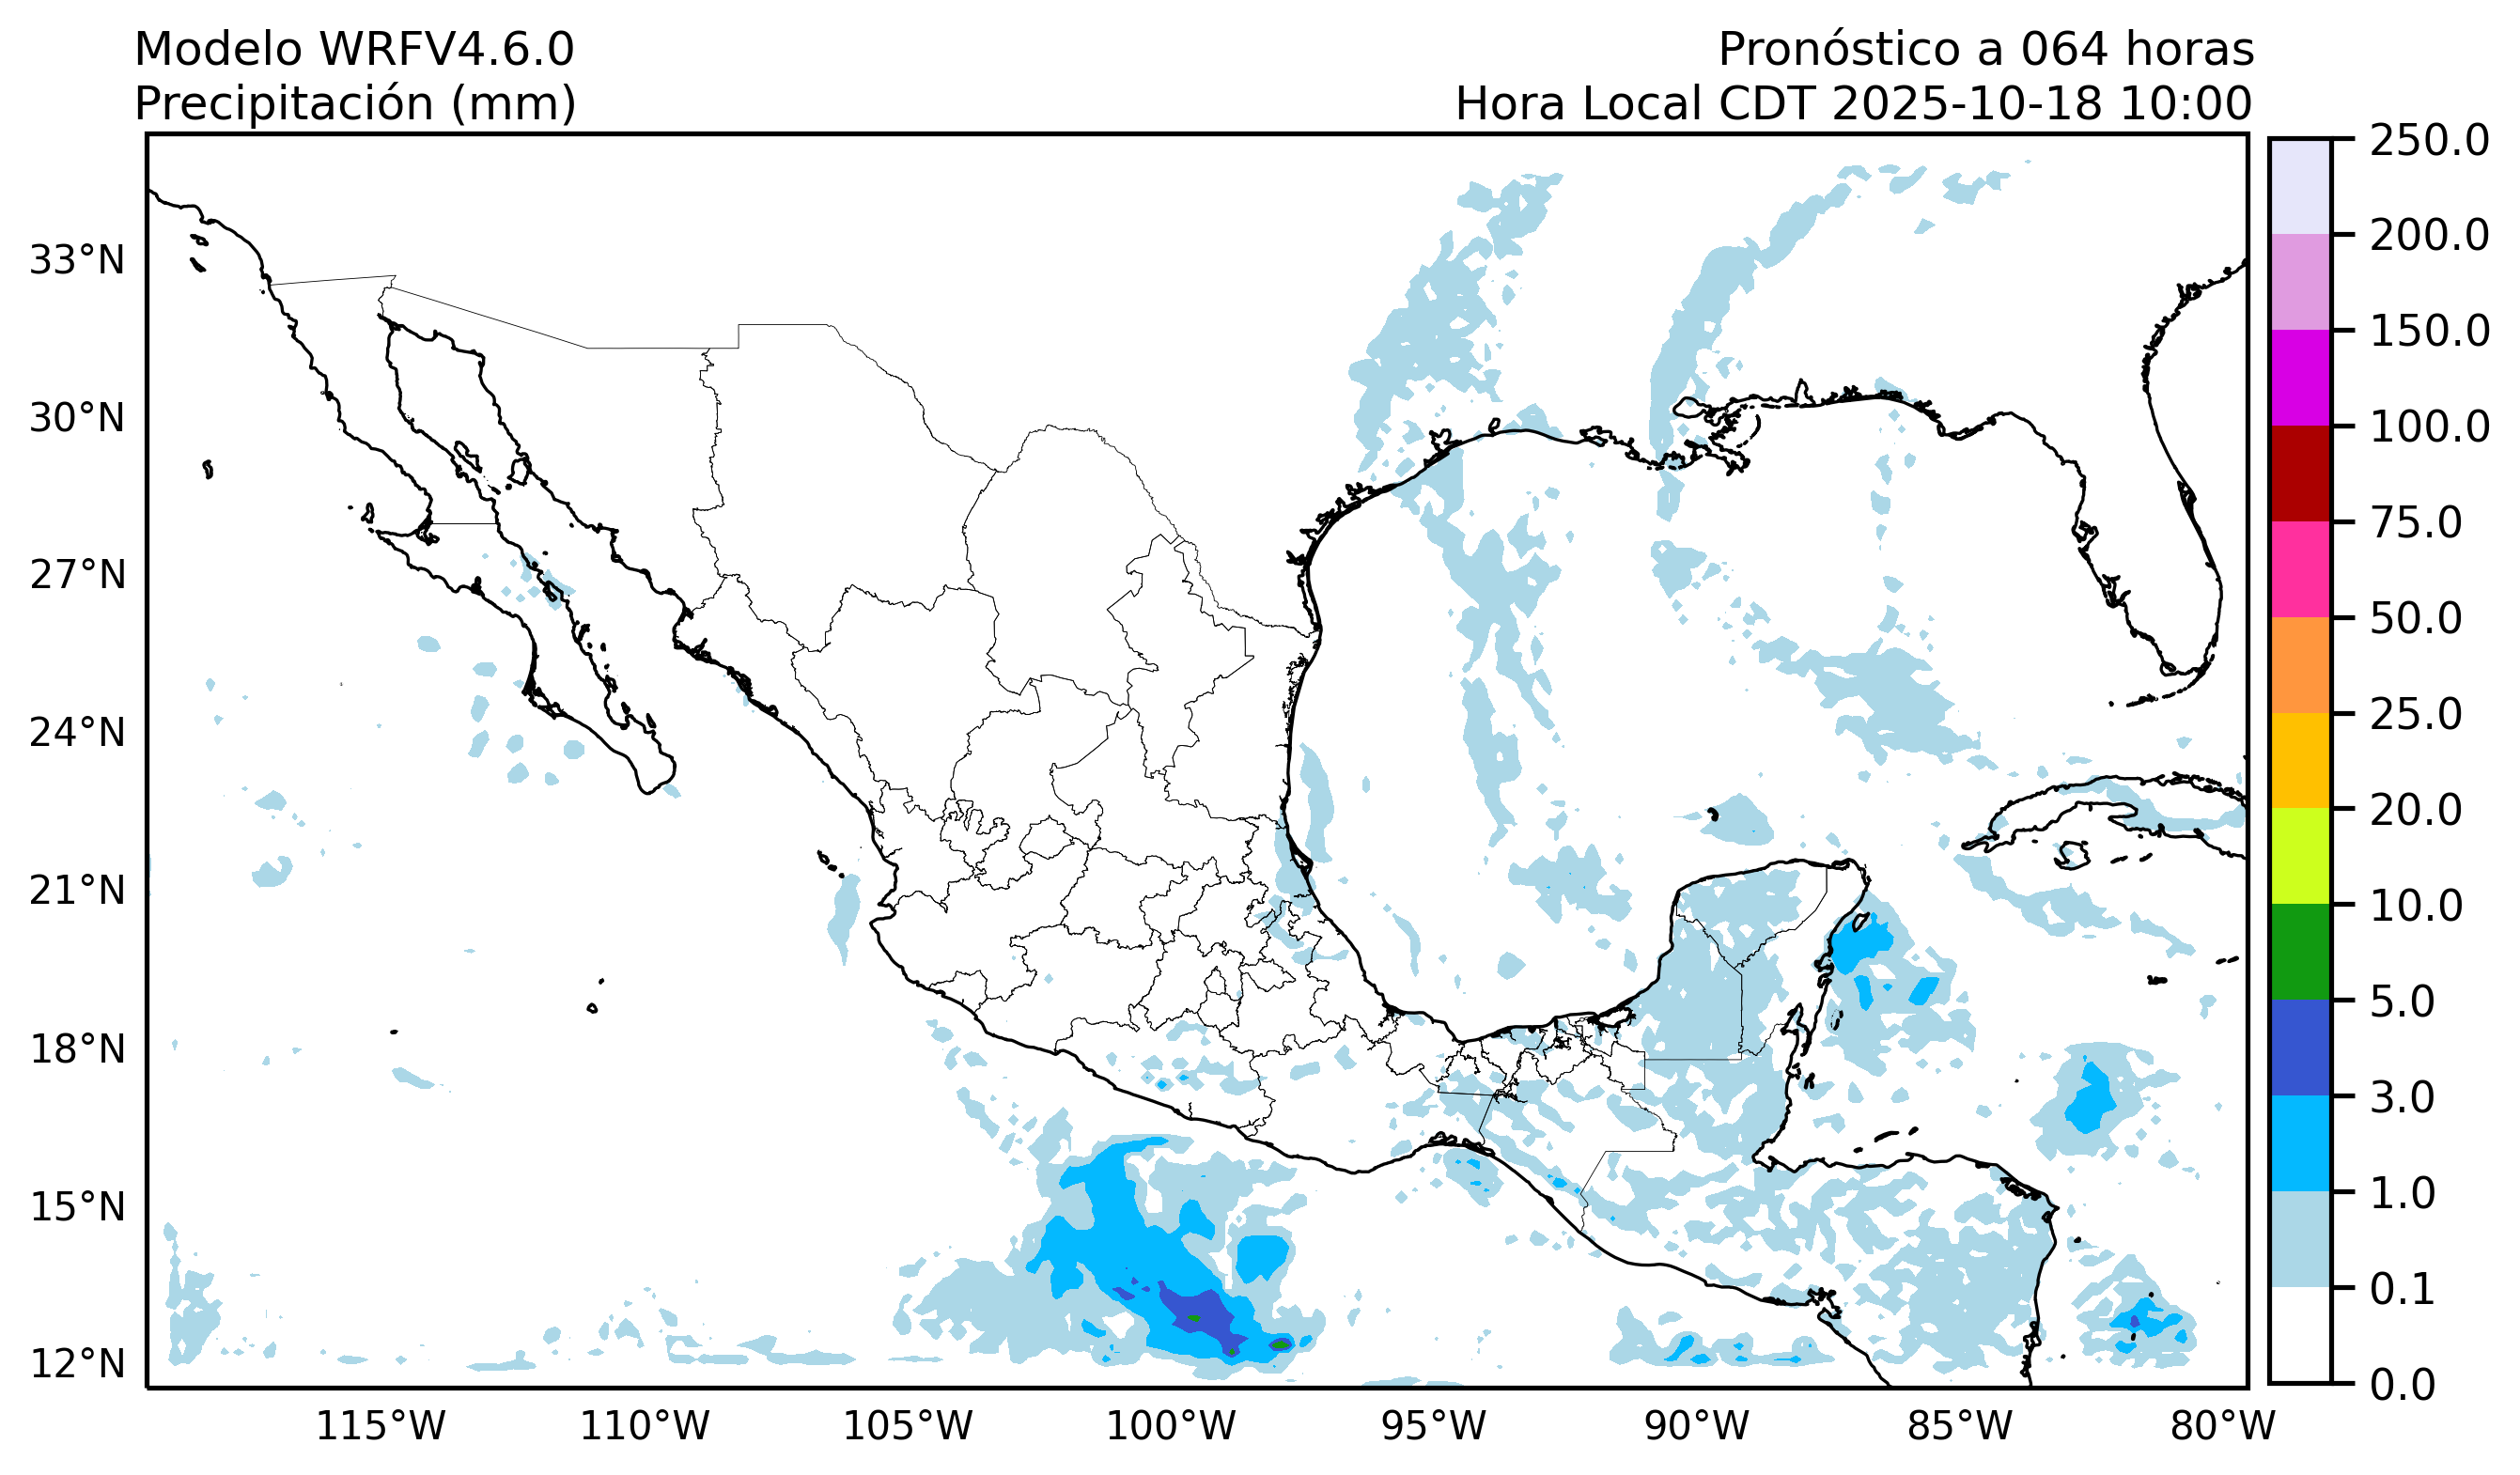 Modelo WRFV4.6.0
Precipitación (mm)
Pronóstico a 064 horas
Hora Local CDT 2025-10-18 10:00
33°N
30°N
27°N
24°N
21°N
18°N
15°N
12°N
115°W
110°W
105°W
100°W
95°W
90°W
85°W
80°W
250.0
200.0
150.0
100.0
75.0
50.0
25.0
20.0
10.0
5.0
3.0
1.0
0.1
0.0